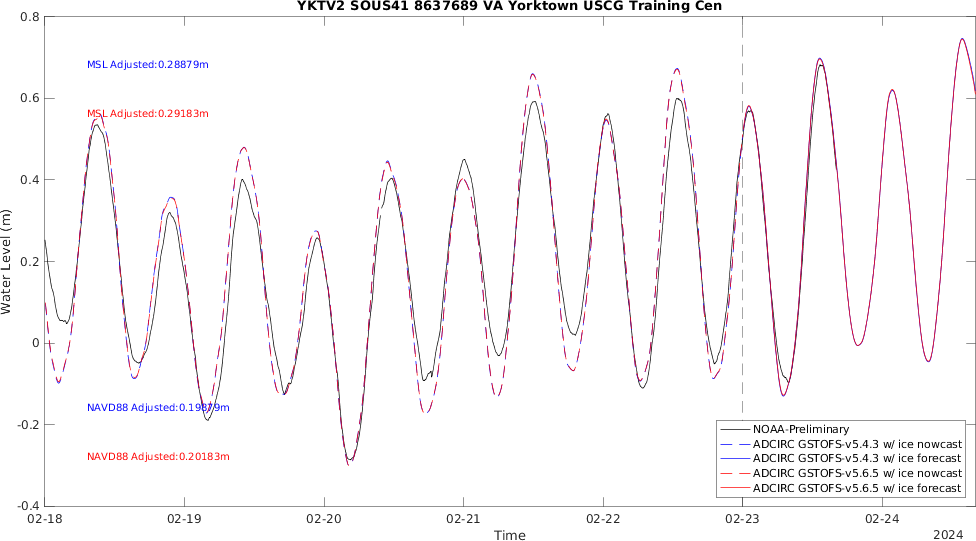 YKTV2 SOUS41 8637689 VA Yorktown USCG Training Cen
Water Level (m)
0.8
0.6
0.4
0.2
0
-0.2
-0.4
MSL Adjusted:0.28879m
MSL Adjusted:0.29183m
NAVD88 Adjusted:0.19879m
NAVD88 Adjusted:0.20183m
NOAA-Preliminary
ADCIRC GSTOFS-v5.4.3 w/ ice nowcast
ADCIRC GSTOFS-v5.4.3 w/ ice forecast
ADCIRC GSTOFS-v5.6.5 w/ ice nowcast
ADCIRC GSTOFS-v5.6.5 w/ ice forecast
02-18 02-19 02-20 02-21 02-22 02-23 02-24
Time
2024